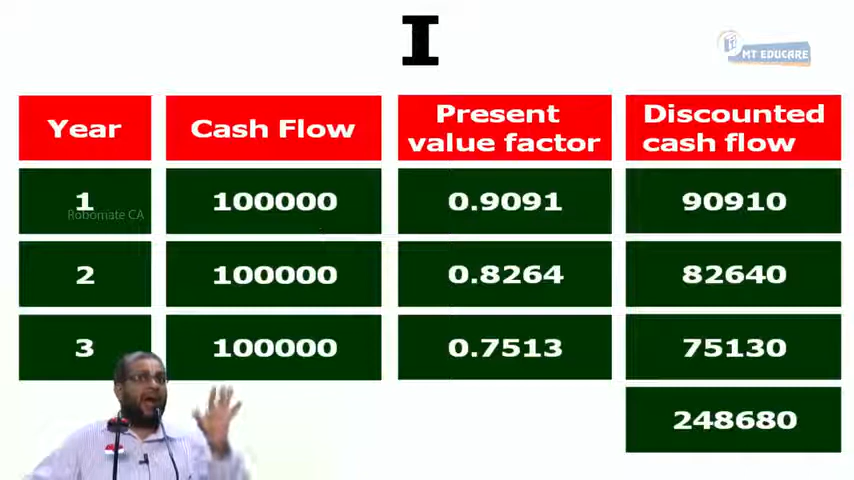 I
MT EDUCARE
Year
Cash Flow
Present
value factor
Discounted
cash flow
1
100000
0.9091
90910
Robomate CA
2
100000
0.8264
82640
3
100000
0.7513
75130
248680